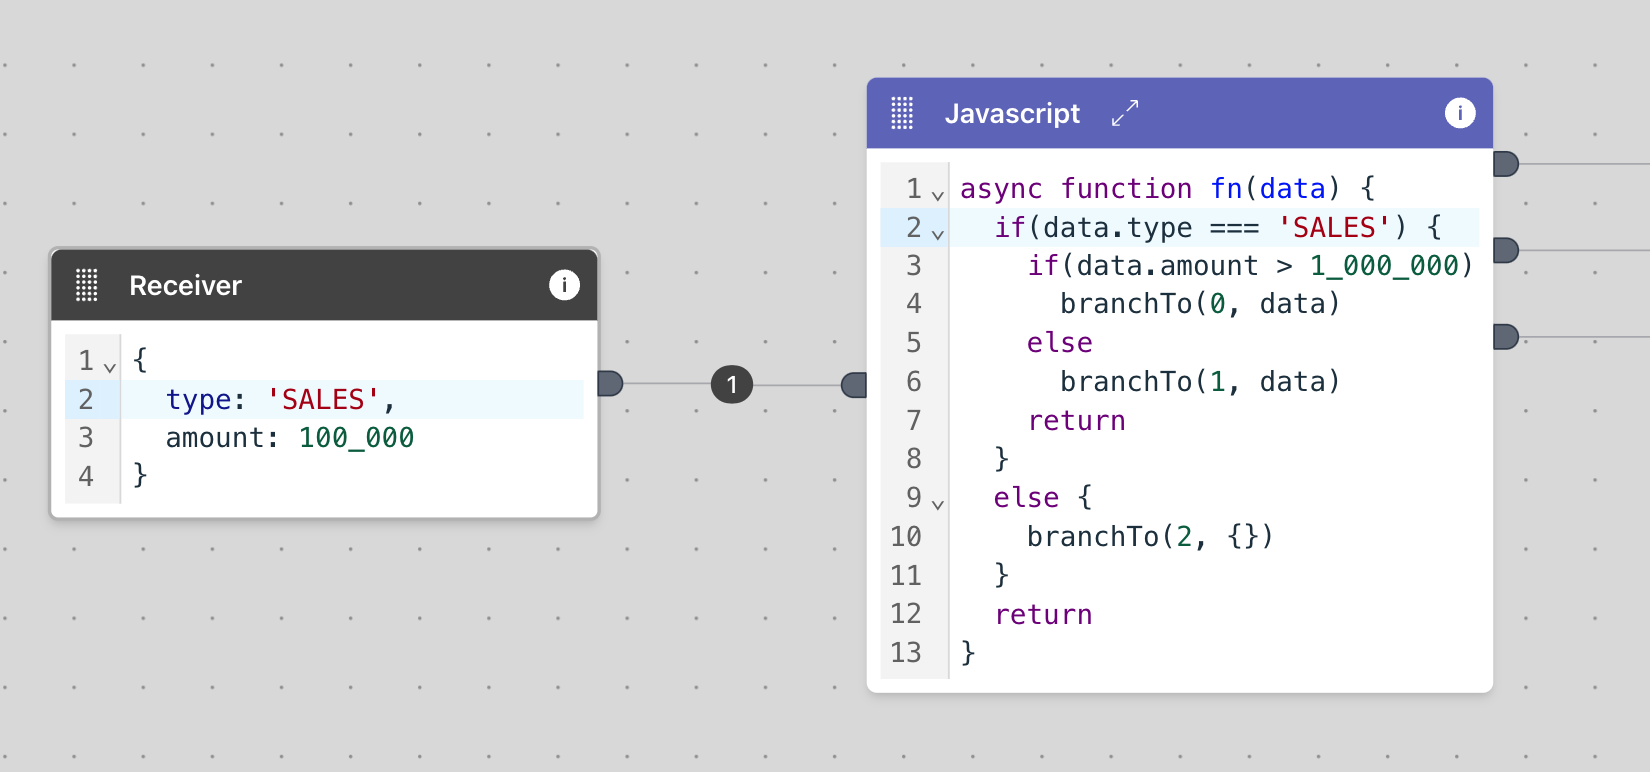 Receiver
i
1 {
2   type: 'SALES',
3   amount: 100_000
4 }
1
Javascript
i
1 async function fn(data) {
2   if(data.type === 'SALES') {
3     if(data.amount > 1_000_000)
4       branchTo(0, data)
5     else
6       branchTo(1, data)
7     return
8   }
9   else {
10     branchTo(2, {})
11   }
12   return
13 }